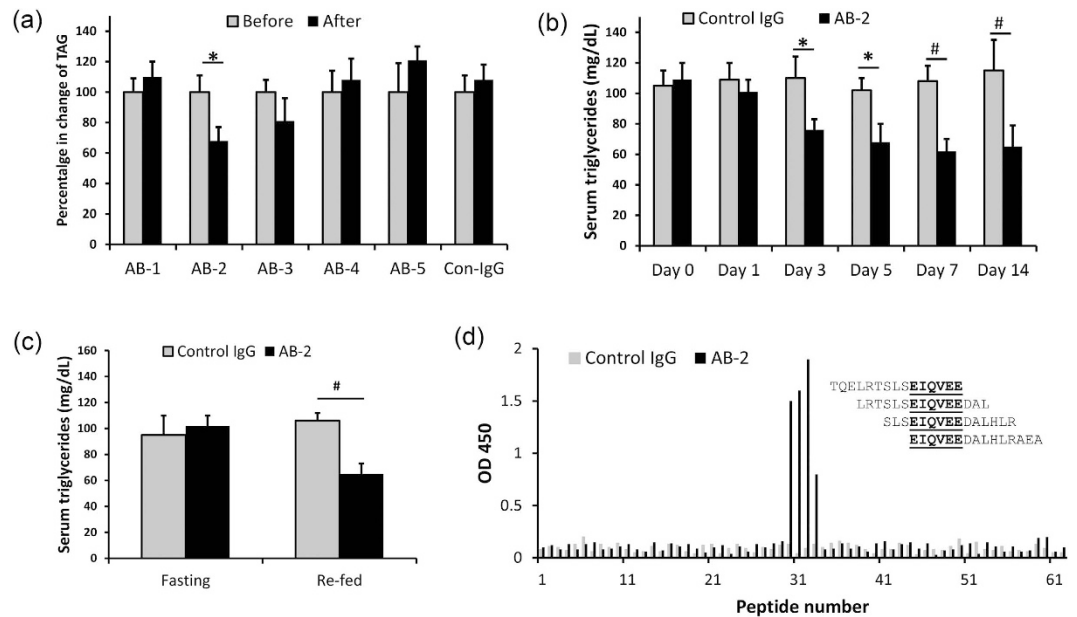 (a)
Before After
Percentalge in change of TAG
140
120
100
80
60
40
20
0
*
AB-1 AB-2 AB-3 AB-4 AB-5 Con-IgG
(b)
Control IgG AB-2
Serum triglycerides (mg/dL)
140
120
100
80
60
40
20
0
* * # #
Day 0 Day 1 Day 3 Day 5 Day 7 Day 14
(c)
Control IgG AB-2
Serum triglycerides (mg/dL)
160
140
120
100
80
60
40
20
0
#
Fasting Re-fed
(d)
Control IgG AB-2
OD 450
2
1.5
1
0.5
0
TQELRTSLSEIQVEE
LRTSLSEIQVEEDAL
SLSEIQVEEDALHLR
EIQVEEDALHLRAEA
1 11 21 31 41 51 61
Peptide number